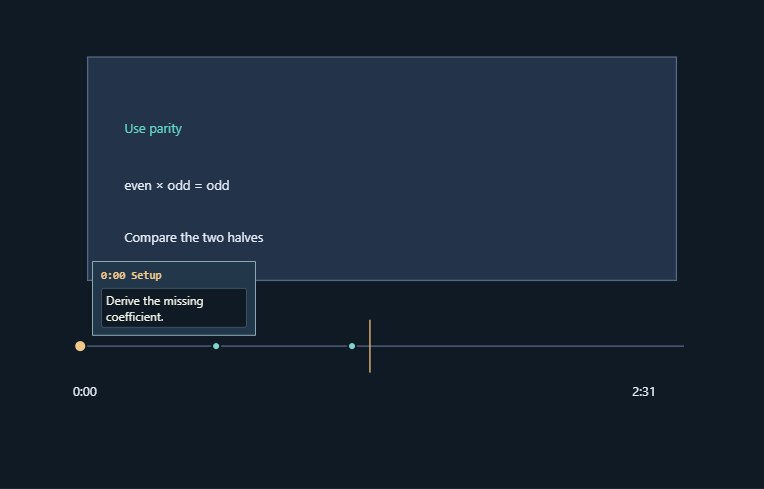 Use parity
even × odd = odd
Compare the two halves
0:00 Setup
Derive the missing
coefficient.
0:00
2:31